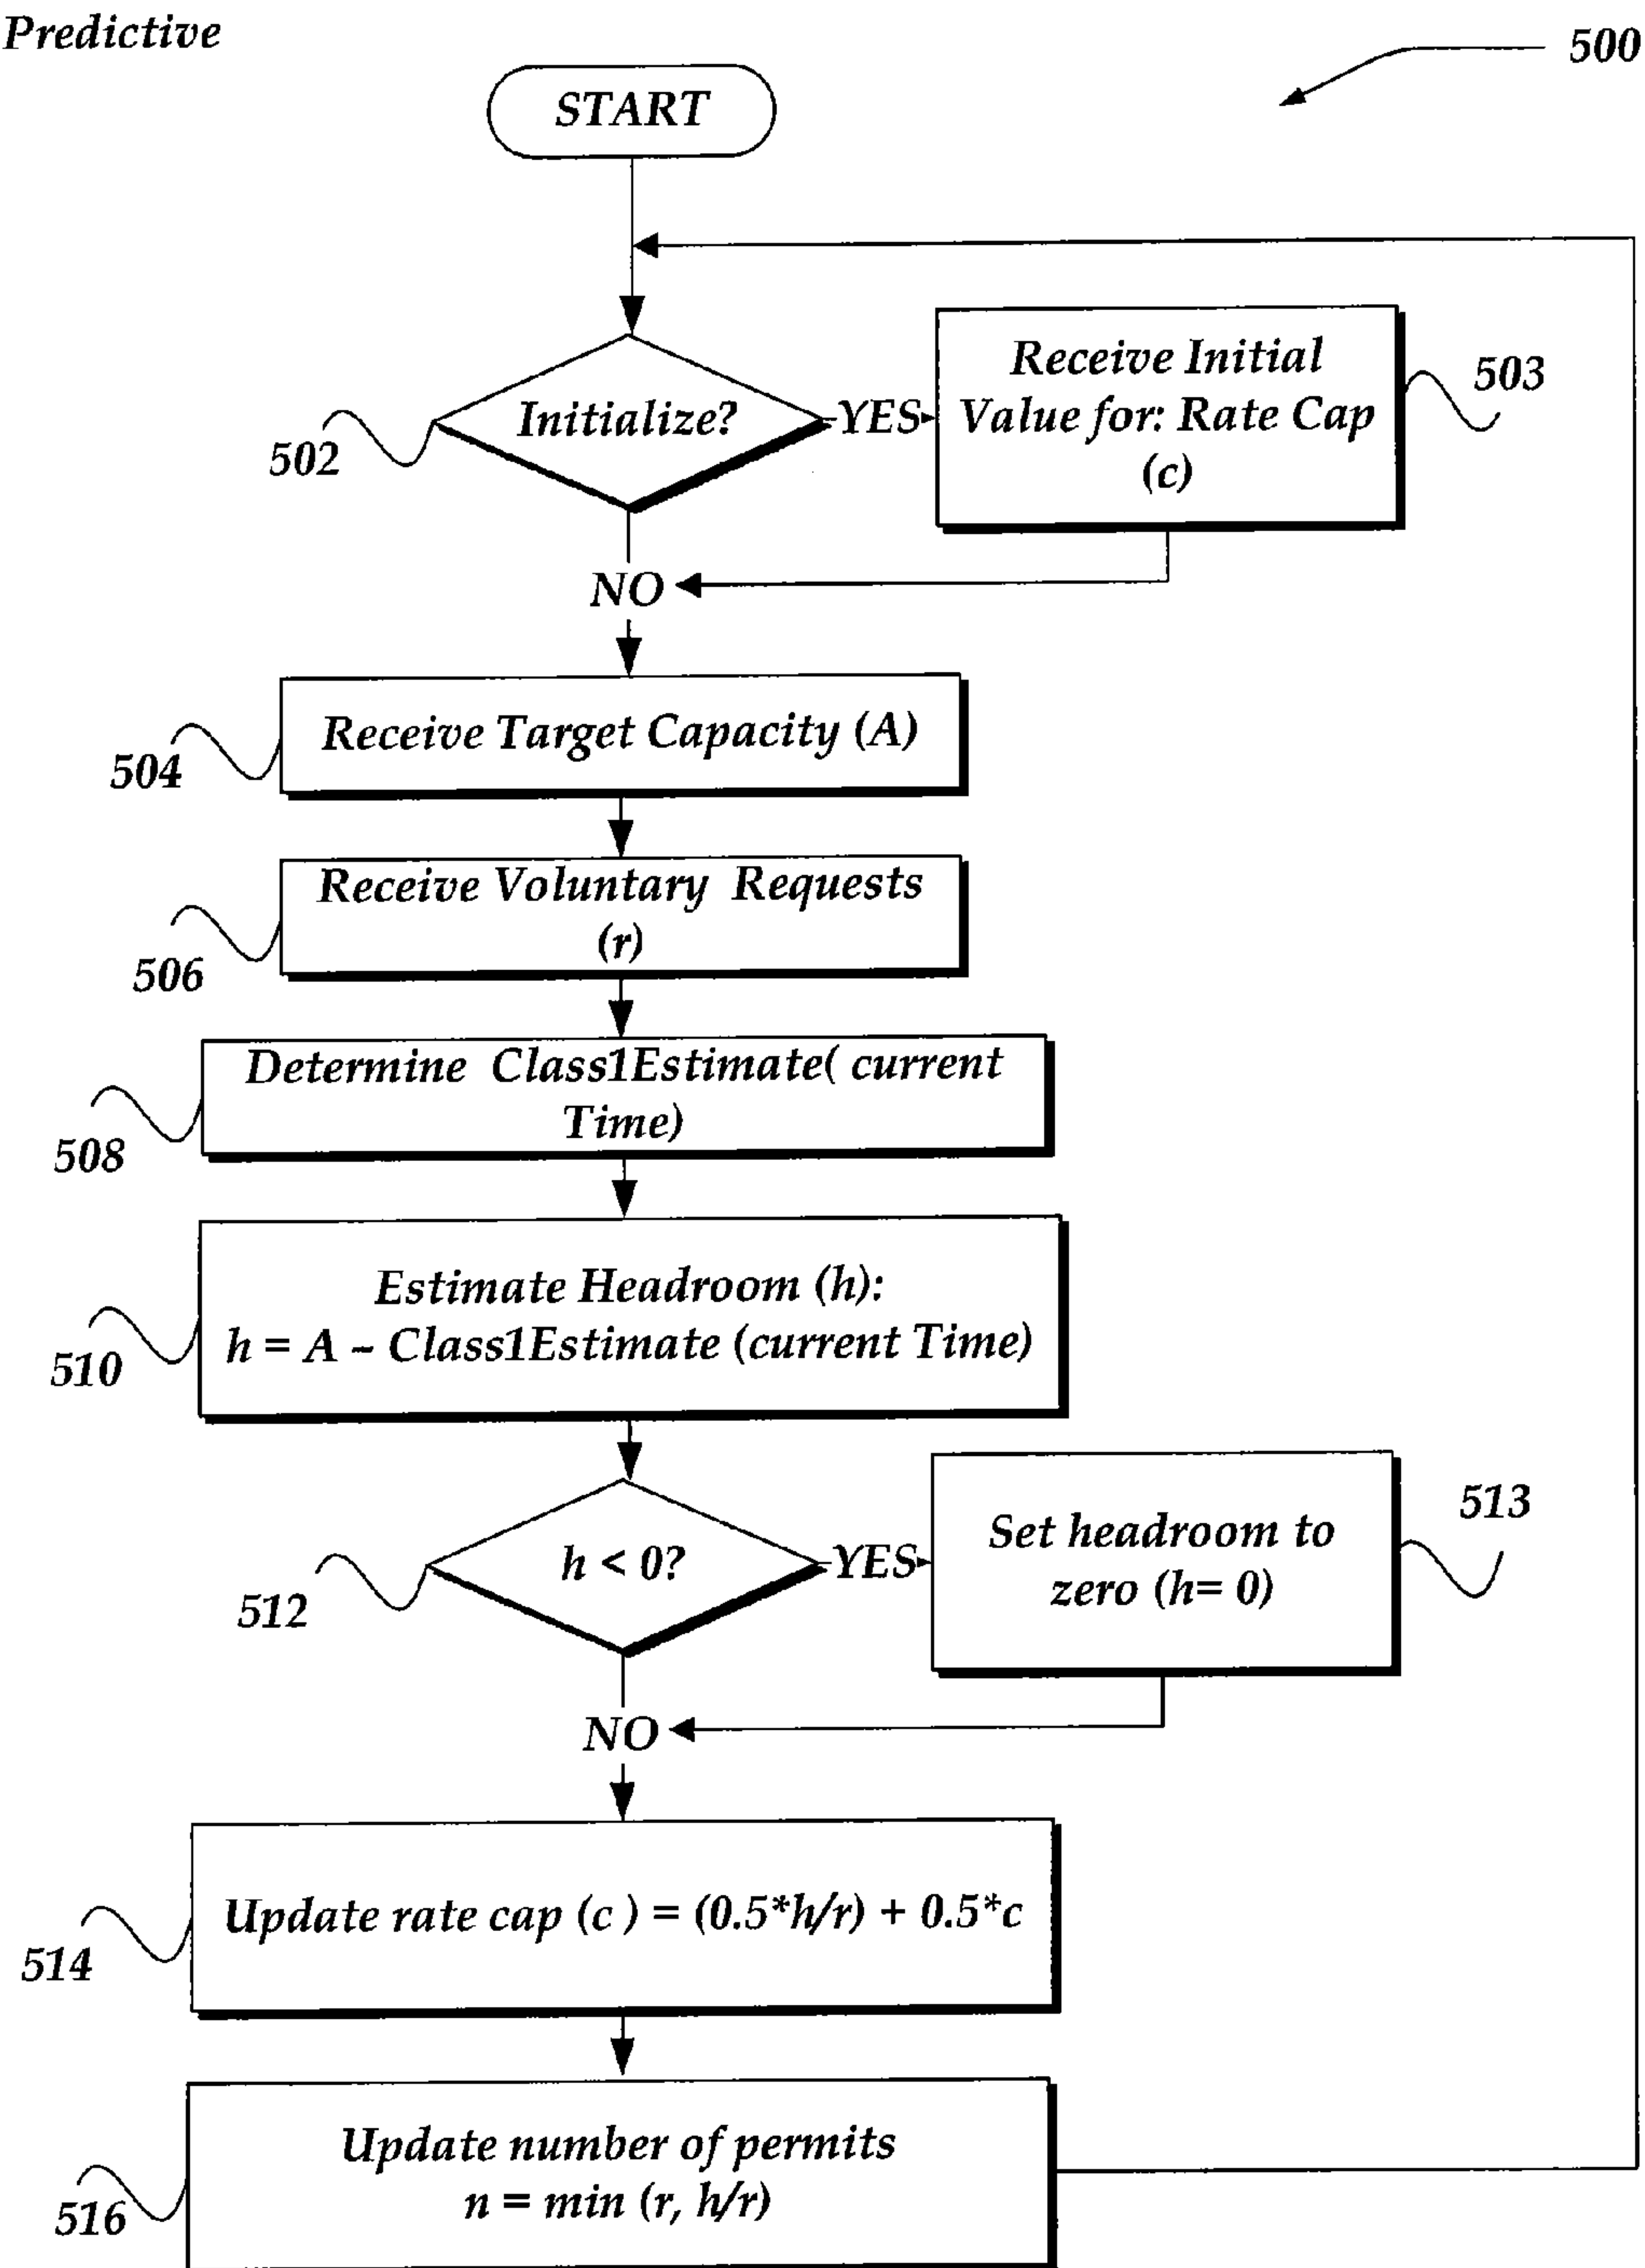 Predictive
500
START
Initialize?
YES
502
Receive Initial
Value for: Rate Cap
(c)
503
NO
Receive Target Capacity (A)
504
Receive Voluntary Requests
(r)
506
Determine Class1Estimate( current
Time)
508
Estimate Headroom (h):
h = A – Class1Estimate (current Time)
510
h < 0?
YES
512
Set headroom to
zero (h= 0)
513
NO
Update rate cap (c ) = (0.5*h/r) + 0.5*c
514
Update number of permits
n = min (r, h/r)
516